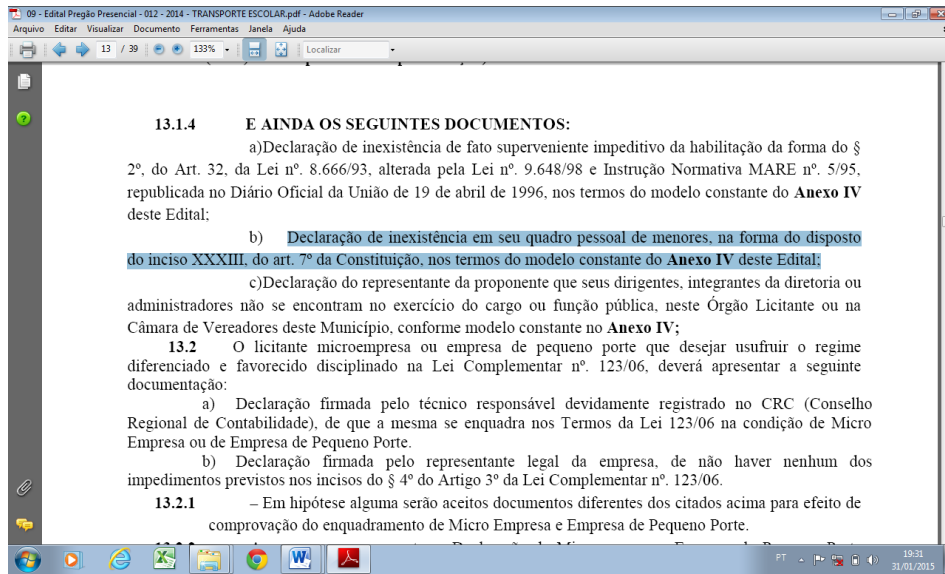 09 - Edital Pregão Presencial - 012 - 2014 - TRANSPORTE ESCOLAR.pdf - Adobe Reader
Arquivo Editar Visualizar Documento Ferramentas Janela Ajuda
13 / 39 133% Localizar
13.1.4 E AINDA OS SEGUINTES DOCUMENTOS:
a)Declaração de inexistência de fato superveniente impeditivo da habilitação da forma do §
2º, do Art. 32, da Lei nº. 8.666/93, alterada pela Lei nº. 9.648/98 e Instrução Normativa MARE nº. 5/95,
republicada no Diário Oficial da União de 19 de abril de 1996, nos termos do modelo constante do Anexo IV
deste Edital;
b) Declaração de inexistência em seu quadro pessoal de menores, na forma do disposto
do inciso XXXIII, do art. 7º da Constituição, nos termos do modelo constante do Anexo IV deste Edital;
c)Declaração do representante da proponente que seus dirigentes, integrantes da diretoria ou
administradores não se encontram no exercício do cargo ou função pública, neste Órgão Licitante ou na
Câmara de Vereadores deste Município, conforme modelo constante no Anexo IV;
13.2 O licitante microempresa ou empresa de pequeno porte que desejar usufruir o regime
diferenciado e favorecido disciplinado na Lei Complementar nº. 123/06, deverá apresentar a seguinte
documentação:
a) Declaração firmada pelo técnico responsável devidamente registrado no CRC (Conselho
Regional de Contabilidade), de que a mesma se enquadra nos Termos da Lei 123/06 na condição de Micro
Empresa ou de Empresa de Pequeno Porte.
b) Declaração firmada pelo representante legal da empresa, de não haver nenhum dos
impedimentos previstos nos incisos do § 4º do Artigo 3º da Lei Complementar nº. 123/06.
13.2.1 – Em hipótese alguma serão aceitos documentos diferentes dos citados acima para efeito de
comprovação do enquadramento de Micro Empresa e Empresa de Pequeno Porte.
PT 19:31
31/01/2015